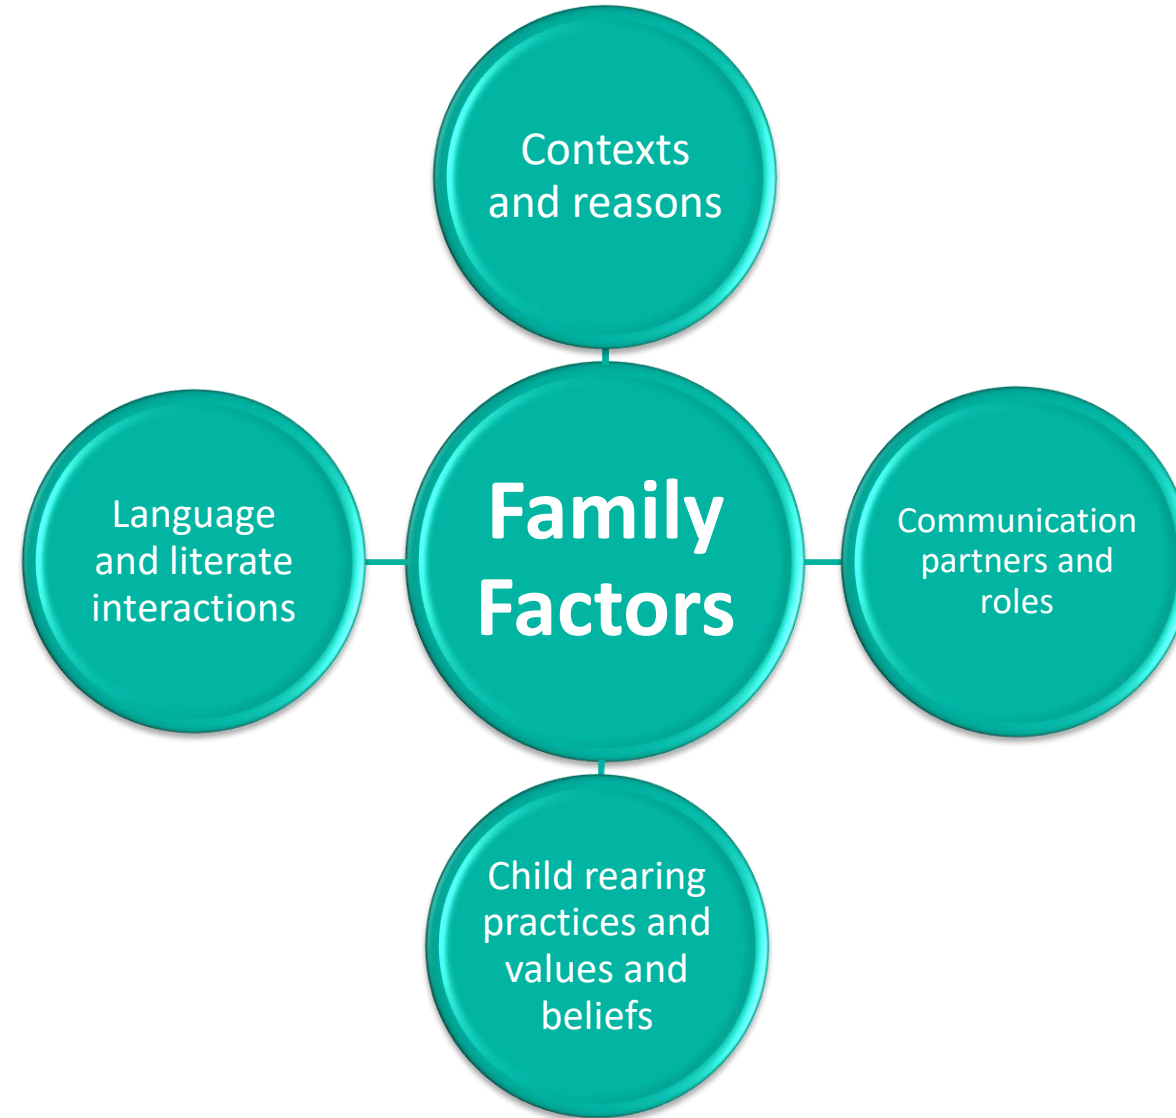 Contexts
and reasons
Language
and literate
interactions
Family
Factors
Communication
partners and
roles
Child rearing
practices and
values and
beliefs